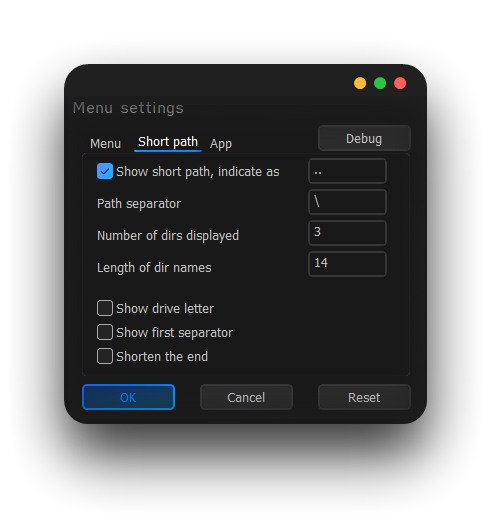 Menu settings
Menu Short path App Debug
Show short path, indicate as ..
Path separator \
Number of dirs displayed 3
Length of dir names 14
Show drive letter
Show first separator
Shorten the end
OK Cancel Reset